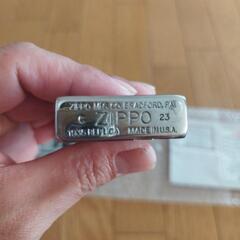 ZIPPO MFG. CO. BRADFORD, PA.
C ZIPPO 23
MADE IN U.S.A.